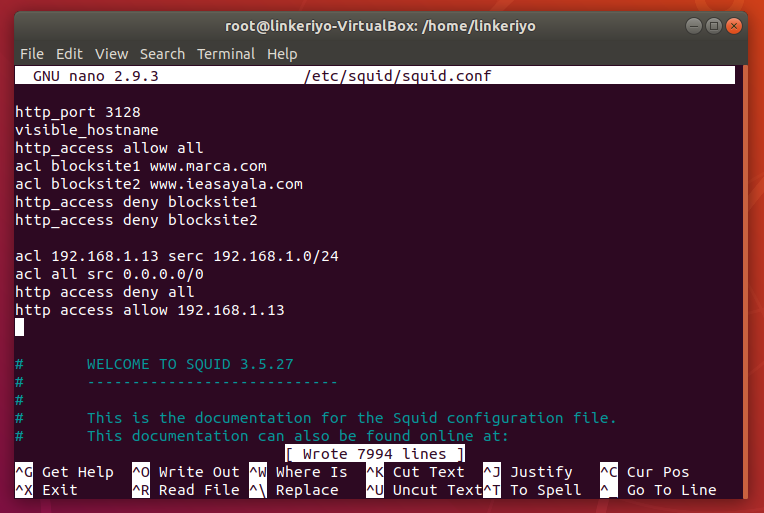 root@linkeriyo-VirtualBox: /home/linkeriyo
File Edit View Search Terminal Help
GNU nano 2.9.3 /etc/squid/squid.conf
http_port 3128
visible_hostname
http_access allow all
acl blocksite1 www.marca.com
acl blocksite2 www.ieasayala.com
http_access deny blocksite1
http_access deny blocksite2
acl 192.168.1.13 serc 192.168.1.0/24
acl all src 0.0.0.0/0
http access deny all
http access allow 192.168.1.13
# WELCOME TO SQUID 3.5.27
# ----------------------------
#
# This is the documentation for the Squid configuration file.
# This documentation can also be found online at:
[ Wrote 7994 lines ]
^G Get Help ^O Write Out ^W Where Is ^K Cut Text ^J Justify ^C Cur Pos
^X Exit ^R Read File ^\ Replace ^U Uncut Text ^T To Spell ^_ Go To Line